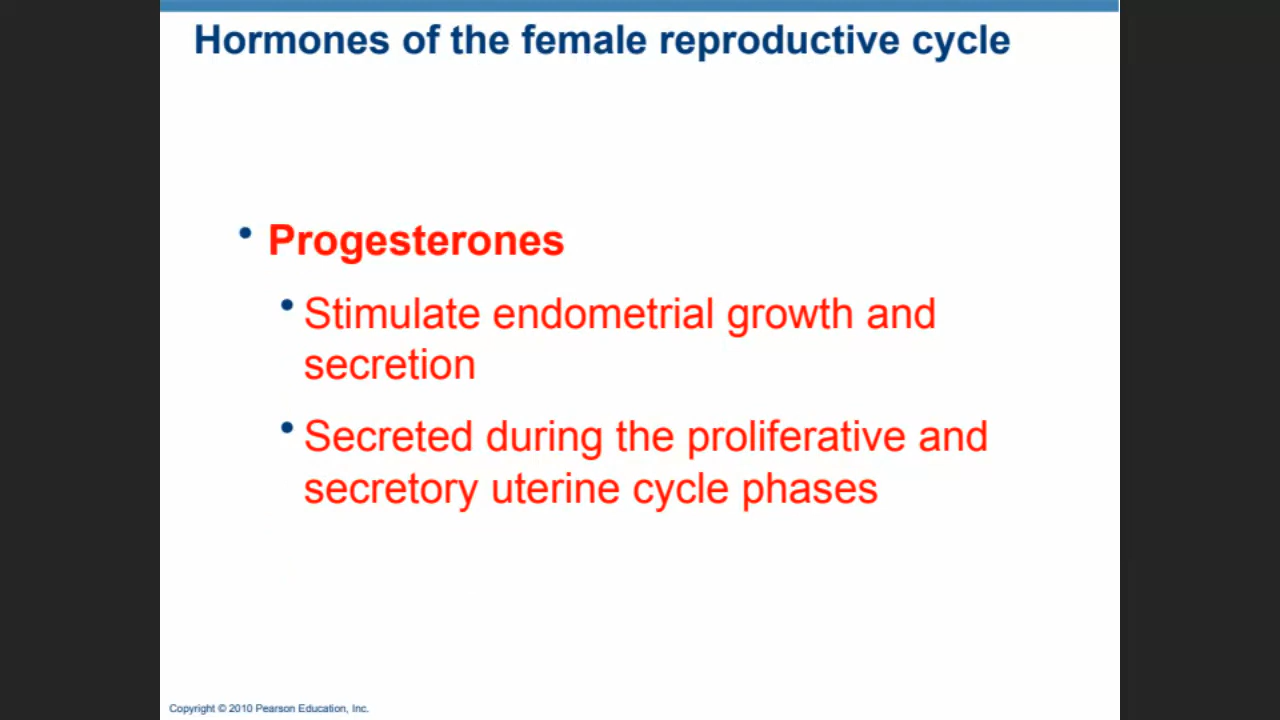 Hormones of the female reproductive cycle
• Progesterones
• Stimulate endometrial growth and
secretion
• Secreted during the proliferative and
secretory uterine cycle phases
Copyright © 2010 Pearson Education, Inc.